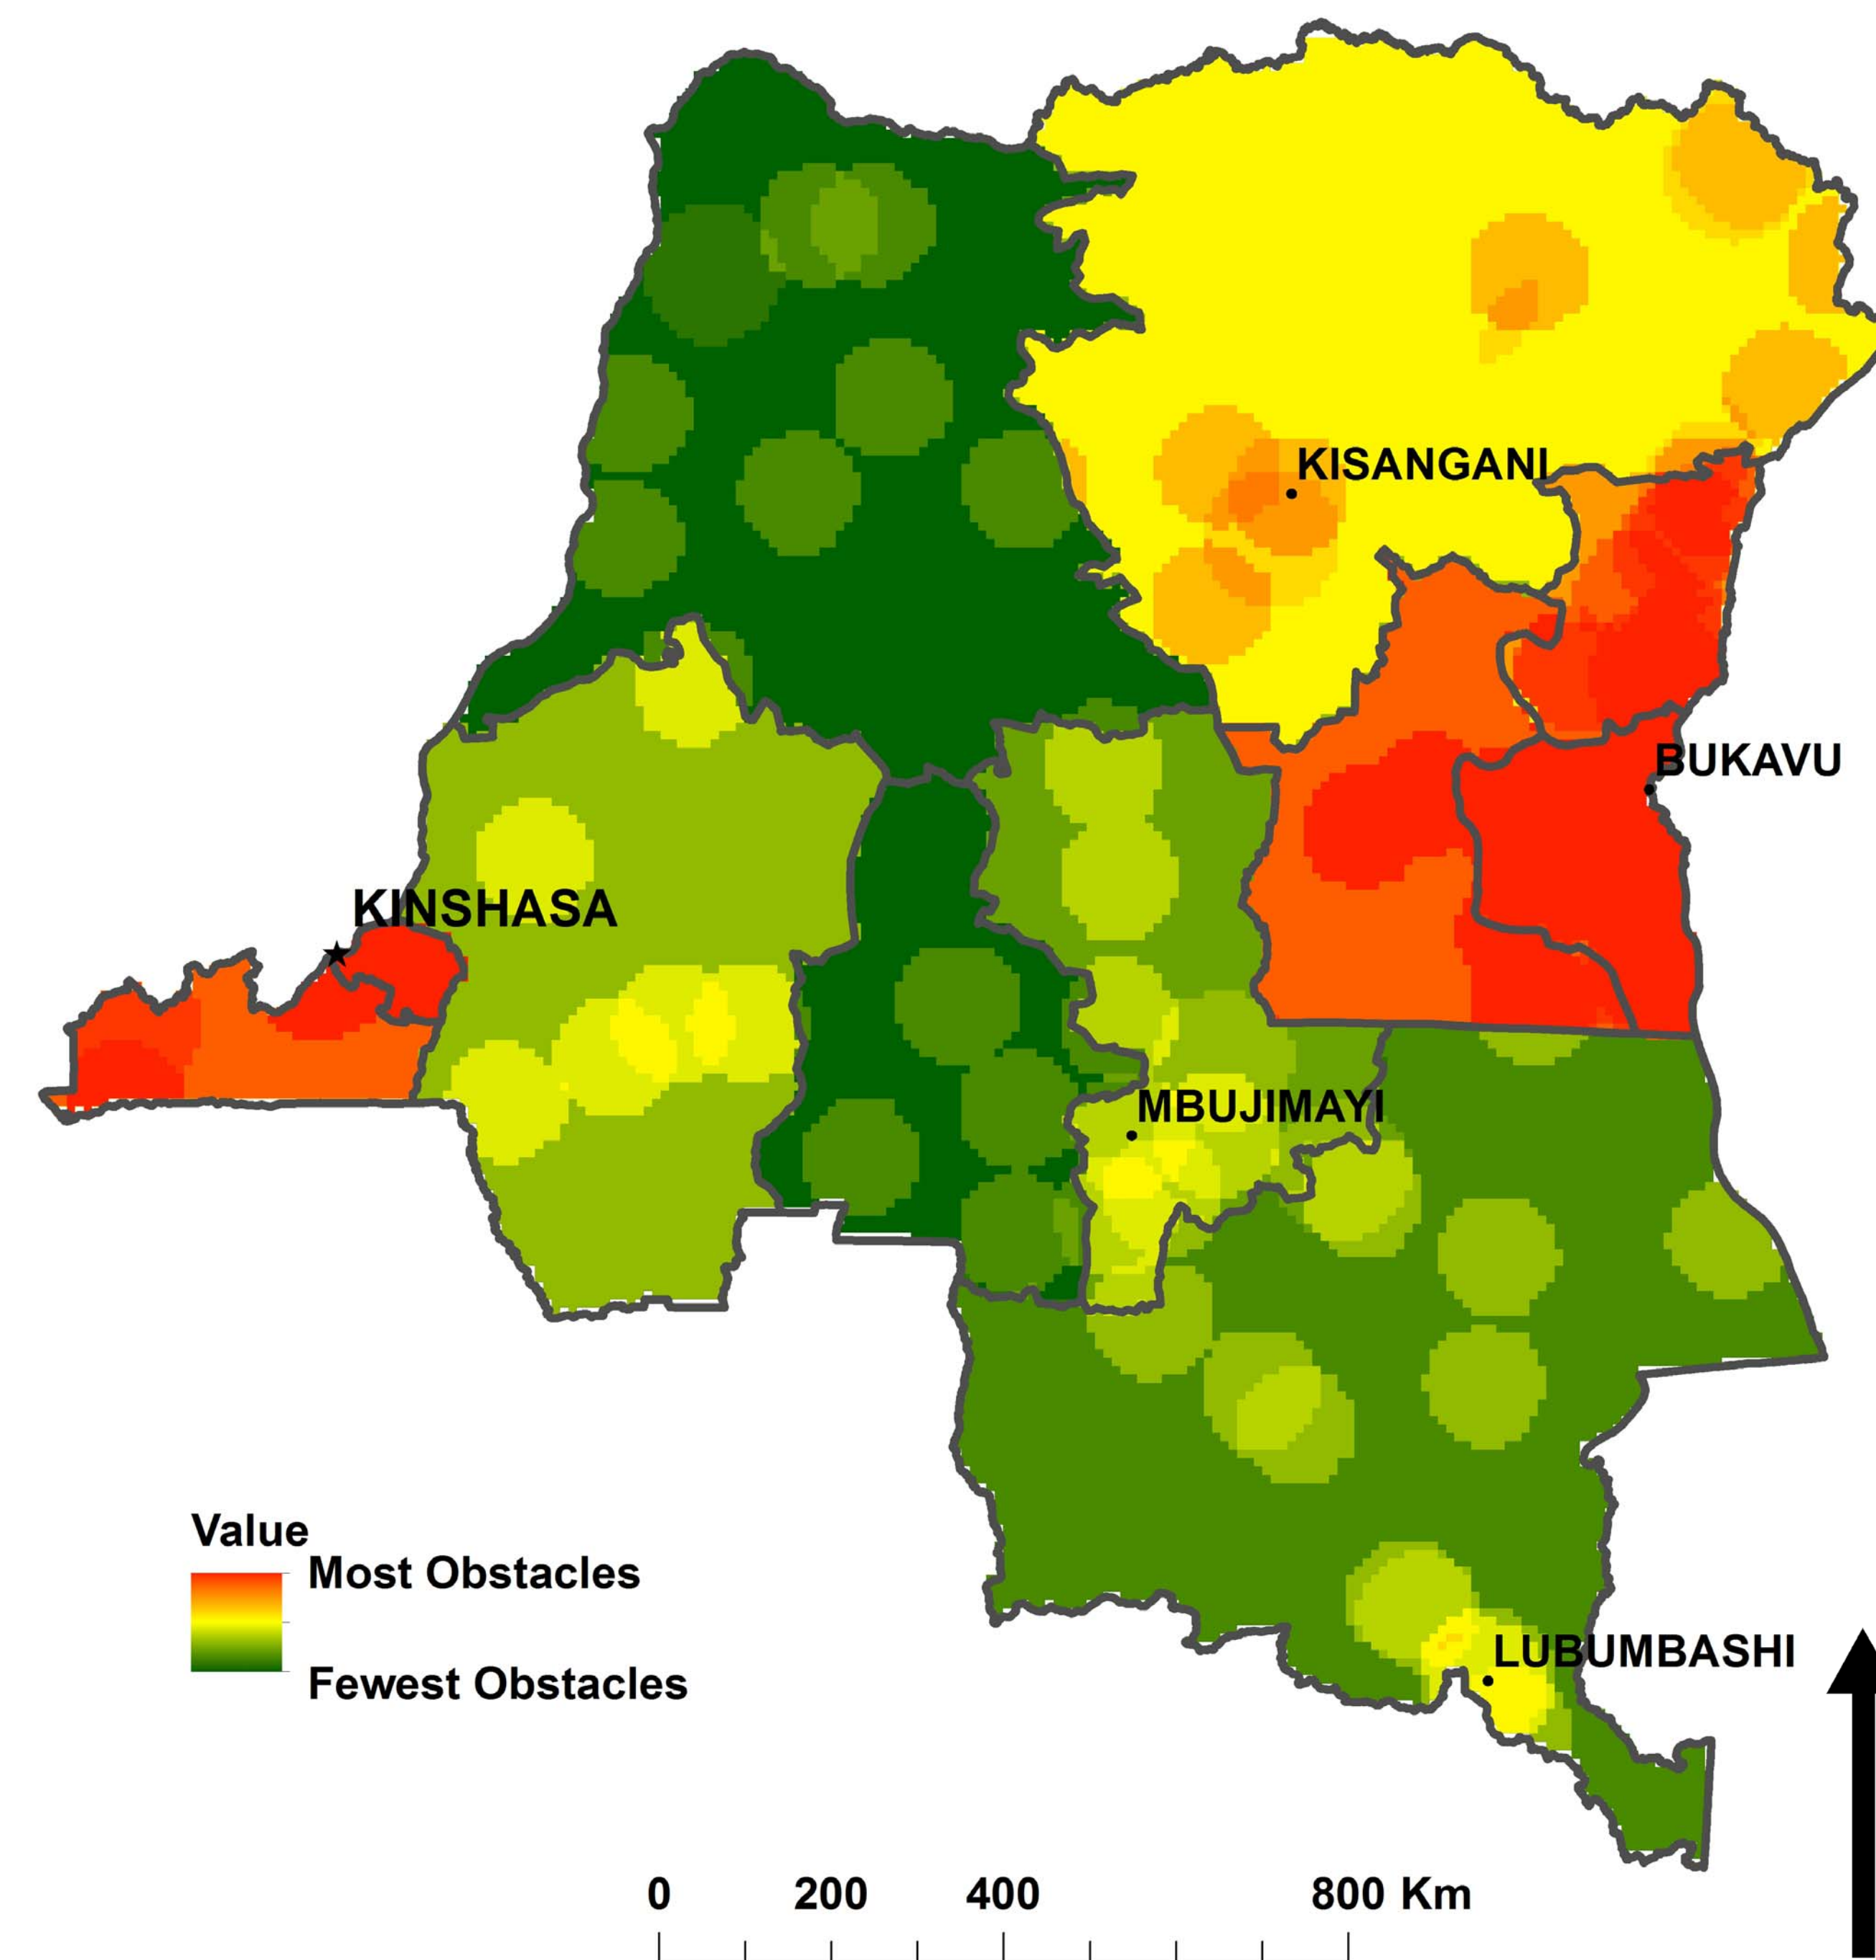 KISANGANI
BUKAVU
KINSHASA
MBUJIMAYI
Value
Most Obstacles
Fewest Obstacles
LUBUMBASHI
0 200 400 800 Km